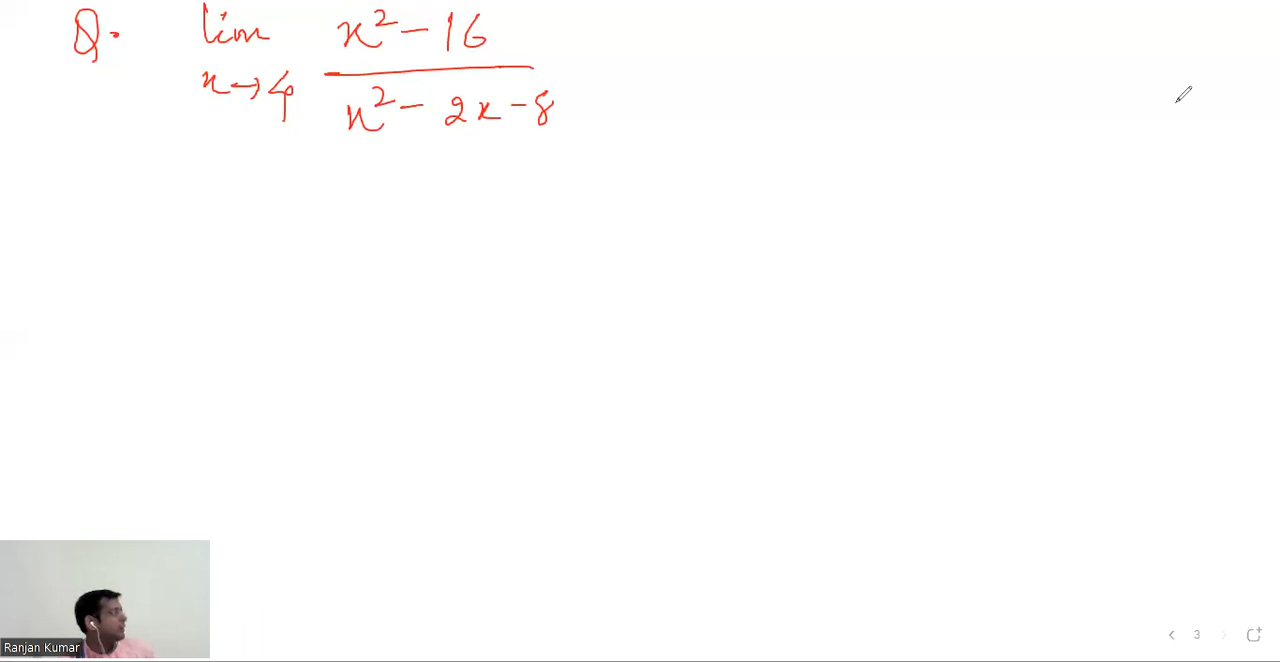 Q. lim x² - 16
x→4 x² - 2x - 8
Ranjan Kumar
3